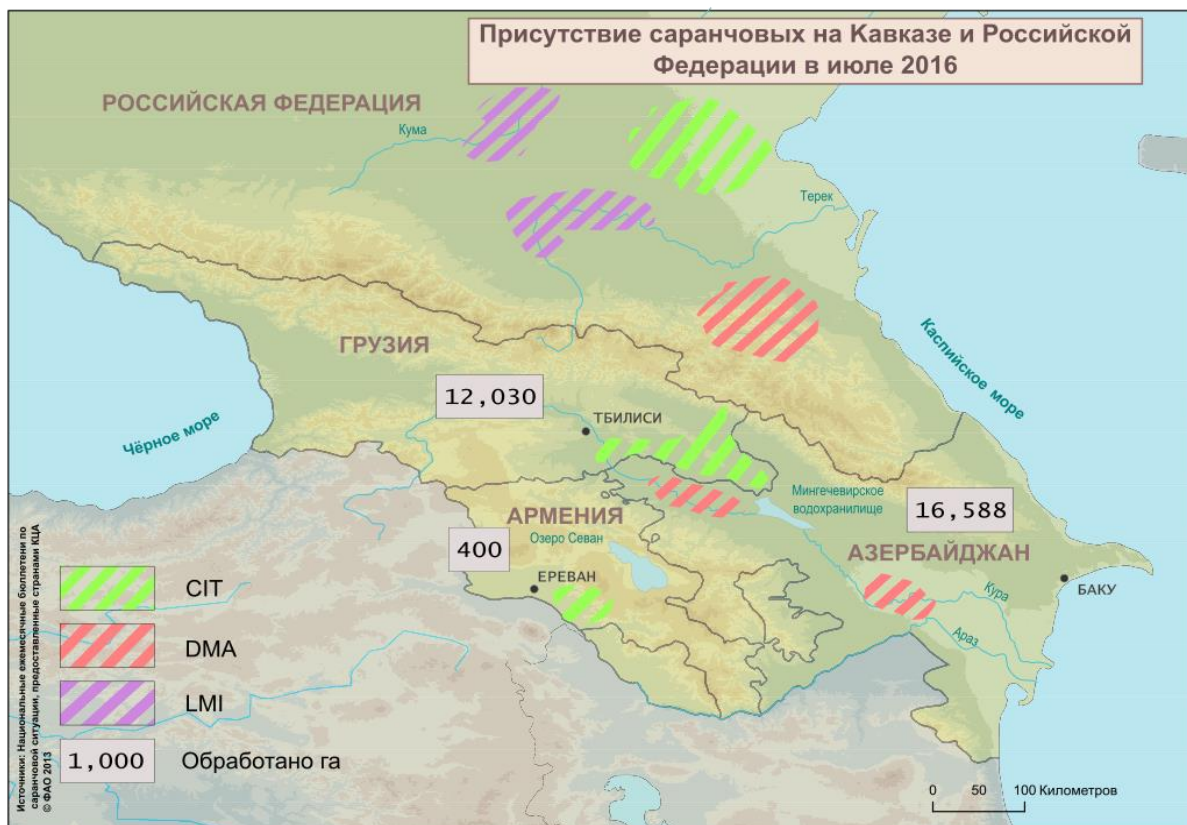 Присутствие саранчовых на Кавказе и Российской
Федерации в июле 2016
РОССИЙСКАЯ ФЕДЕРАЦИЯ
Кума
Терек
Каспийское море
ГРУЗИЯ
12,030
ТБИЛИСИ
Чёрное море
Мингечевирское
водохранилище
16,588
АРМЕНИЯ
Озеро Севан
400
АЗЕРБАЙДЖАН
ЕРЕВАН
БАКУ
Кура
Араз
CIT
DMA
LMI
1,000 Обработано га
0 50 100 Километров
Источники: Национальные ежемесячные бюллетени по
саранчовой ситуации, предоставленные странами КЦА
© ФАО 2013